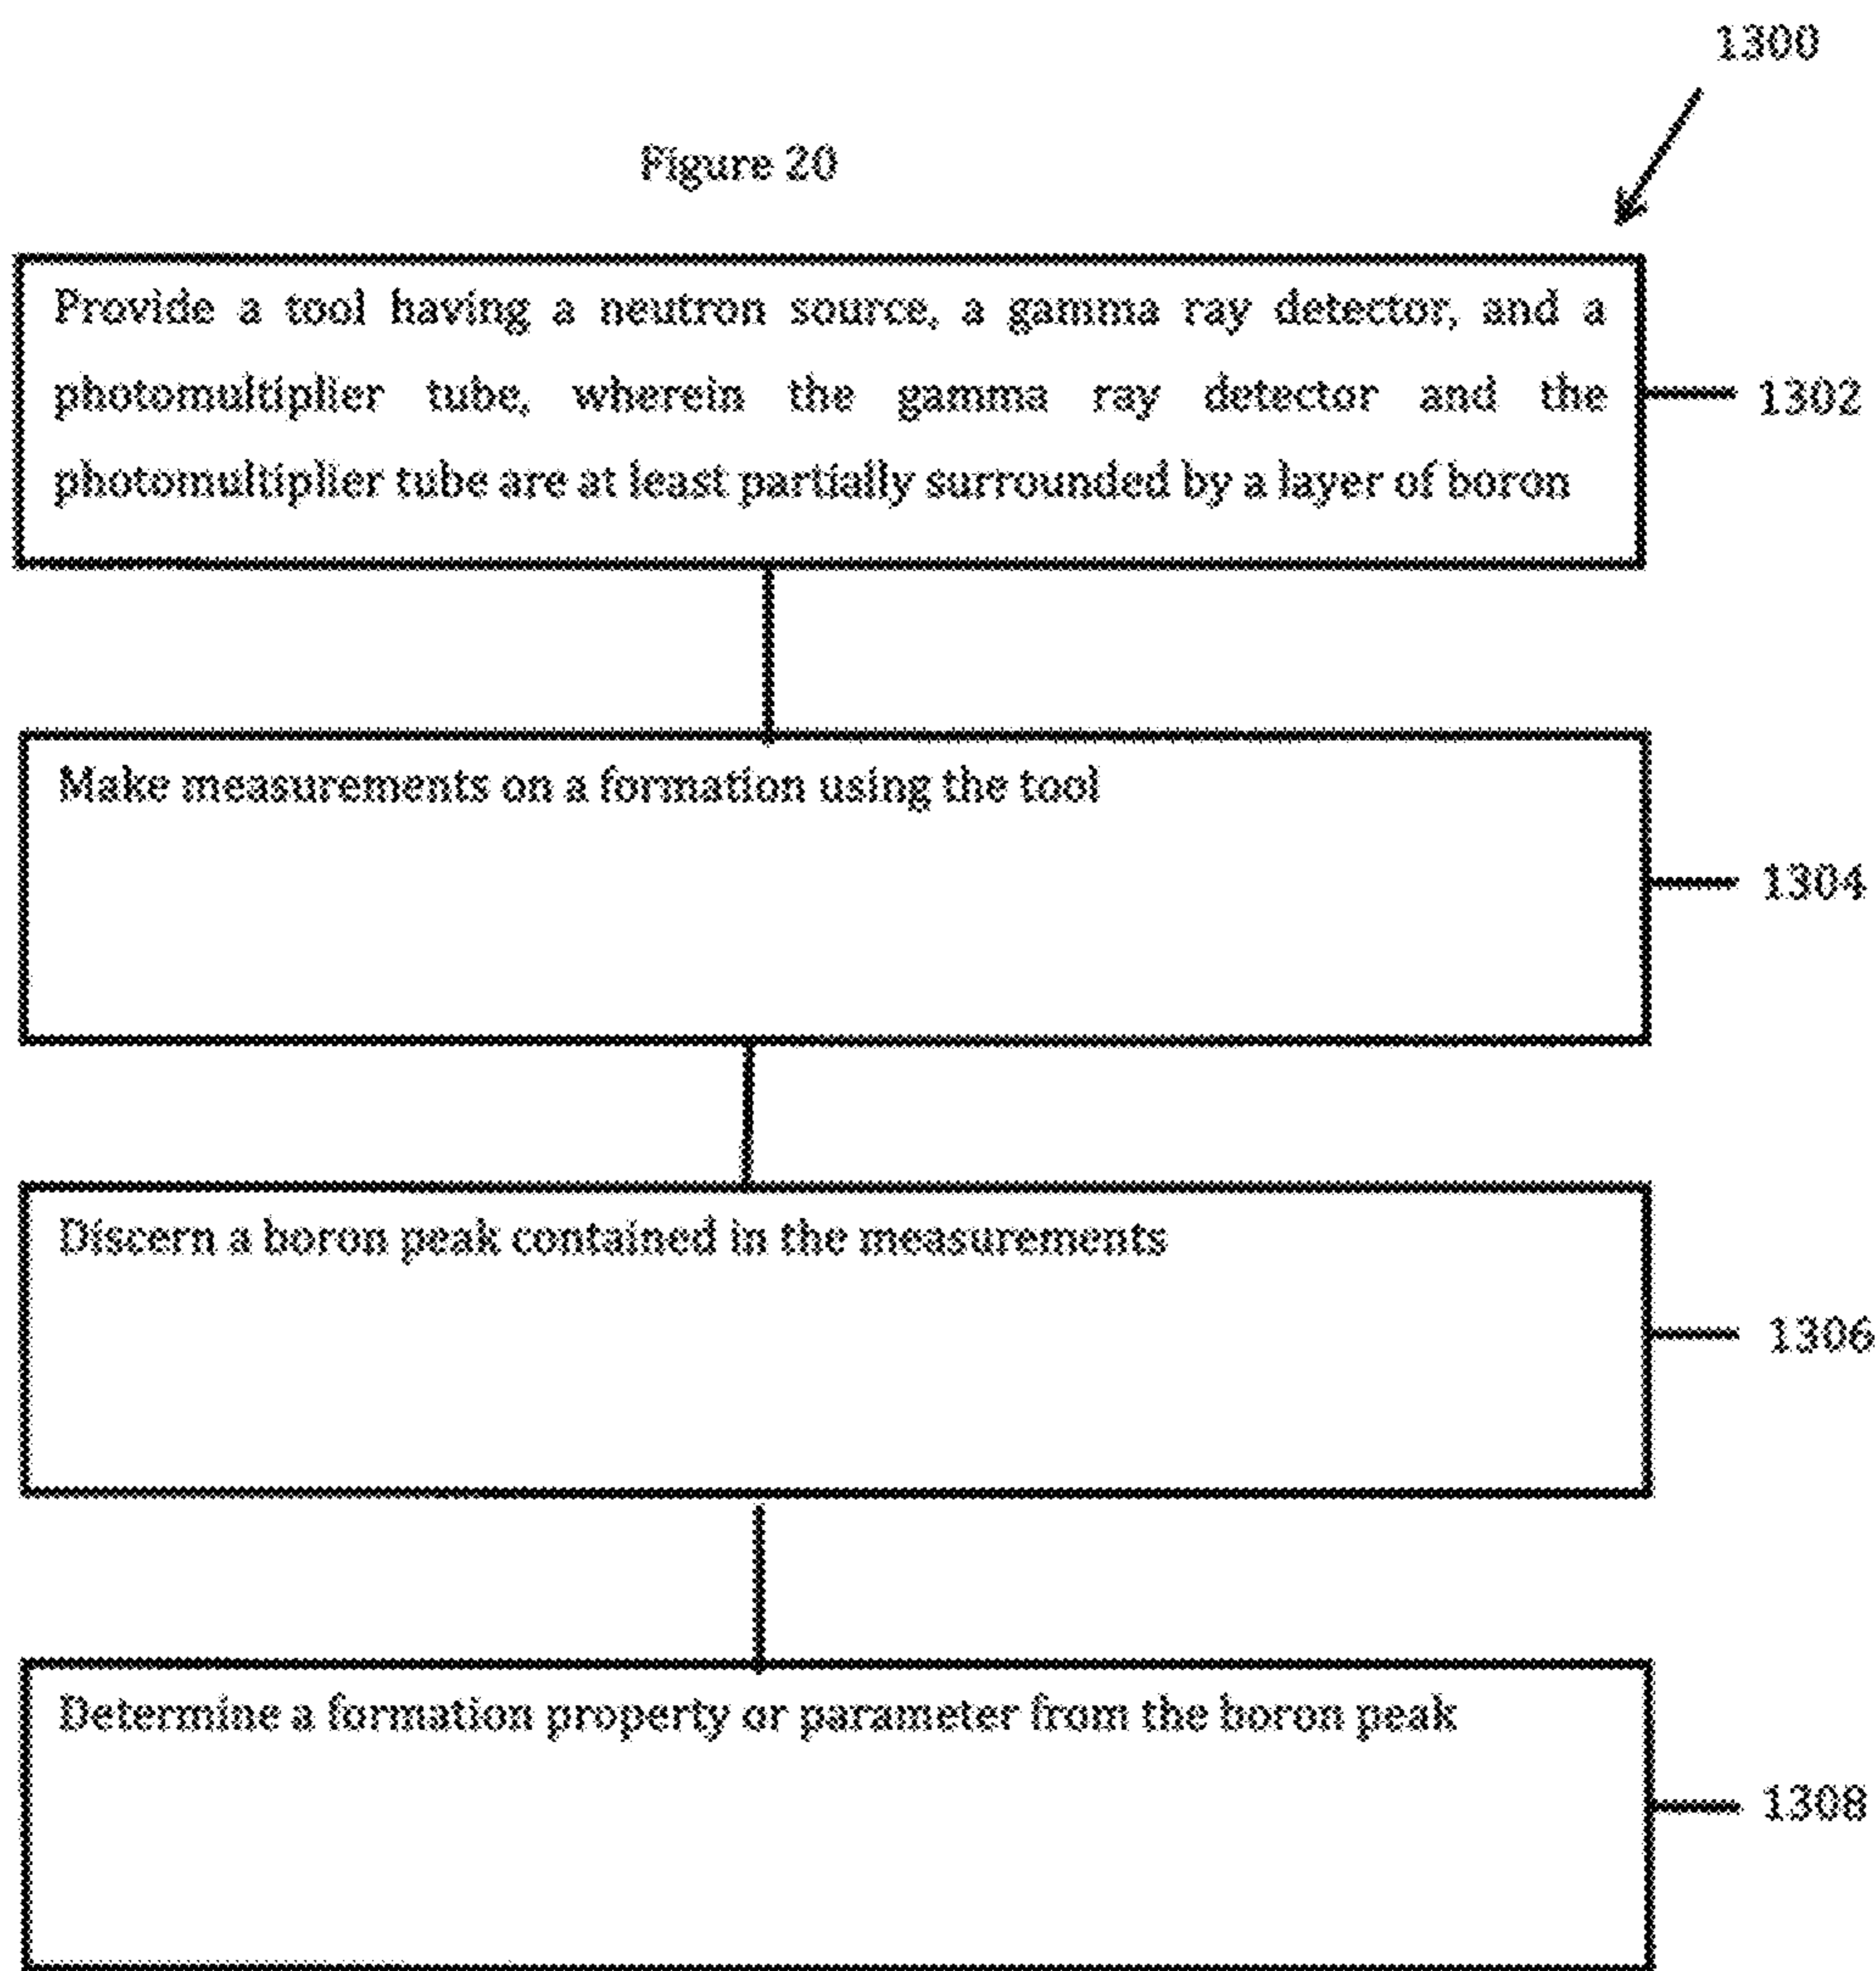 1300
Figure 20
Provide a tool having a neutron source, a gamma ray detector, and a
photomultiplier tube, wherein the gamma ray detector and the
photomultiplier tube are at least partially surrounded by a layer of boron
1302
Make measurements on a formation using the tool
1304
Discern a boron peak contained in the measurements
1306
Determine a formation property or parameter from the boron peak
1308